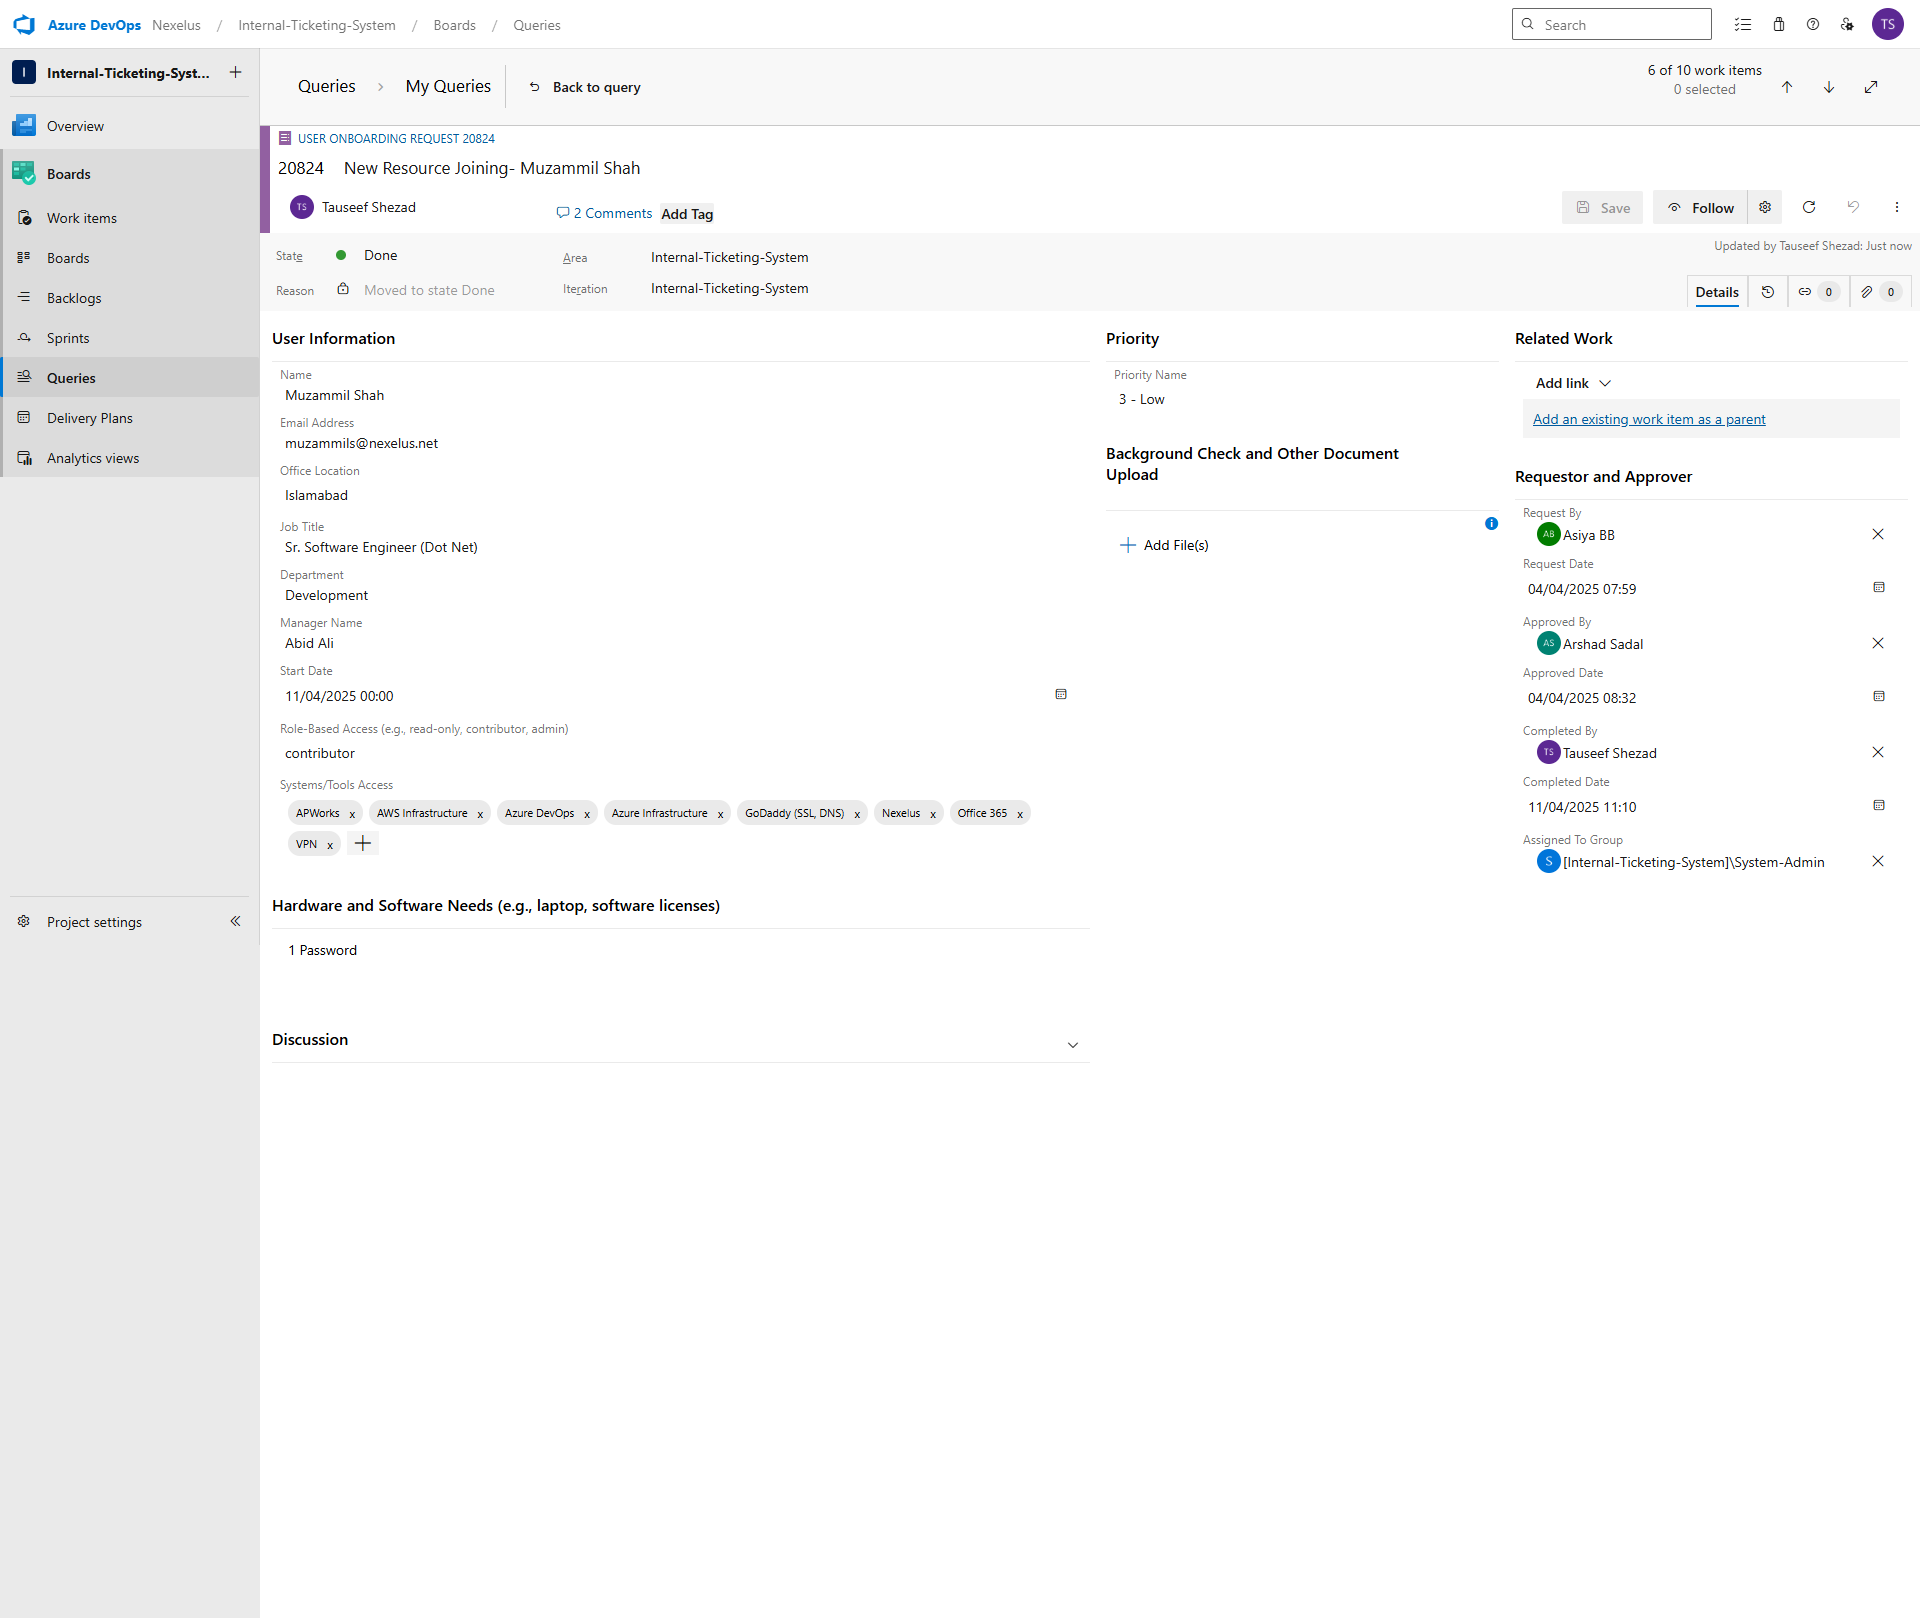 Azure DevOps Nexelus / Internal-Ticketing-System / Boards / Queries
Search
TS
I Internal-Ticketing-Syst...
Overview
Boards
Work items
Boards
Backlogs
Sprints
Queries
Delivery Plans
Analytics views
Project settings
Queries > My Queries
Back to query
6 of 10 work items
0 selected
USER ONBOARDING REQUEST 20824
20824 New Resource Joining- Muzammil Shah
TS Tauseef Shezad
2 Comments
Add Tag
Save
Follow
State Done
Area Internal-Ticketing-System
Updated by Tauseef Shezad: Just now
Reason Moved to state Done
Iteration Internal-Ticketing-System
Details
0
0
User Information
Name
Muzammil Shah
Email Address
muzammils@nexelus.net
Office Location
Islamabad
Job Title
Sr. Software Engineer (Dot Net)
Department
Development
Manager Name
Abid Ali
Start Date
11/04/2025 00:00
Role-Based Access (e.g., read-only, contributor, admin)
contributor
Systems/Tools Access
APWorks x AWS Infrastructure x Azure DevOps x Azure Infrastructure x GoDaddy (SSL, DNS) x Nexelus x Office 365 x
VPN x
Hardware and Software Needs (e.g., laptop, software licenses)
1 Password
Discussion
Priority
Priority Name
3 - Low
Background Check and Other Document
Upload
Add File(s)
Related Work
Add link
Add an existing work item as a parent
Requestor and Approver
Request By
AB Asiya BB
Request Date
04/04/2025 07:59
Approved By
AS Arshad Sadal
Approved Date
04/04/2025 08:32
Completed By
TS Tauseef Shezad
Completed Date
11/04/2025 11:10
Assigned To Group
S [Internal-Ticketing-System]\System-Admin